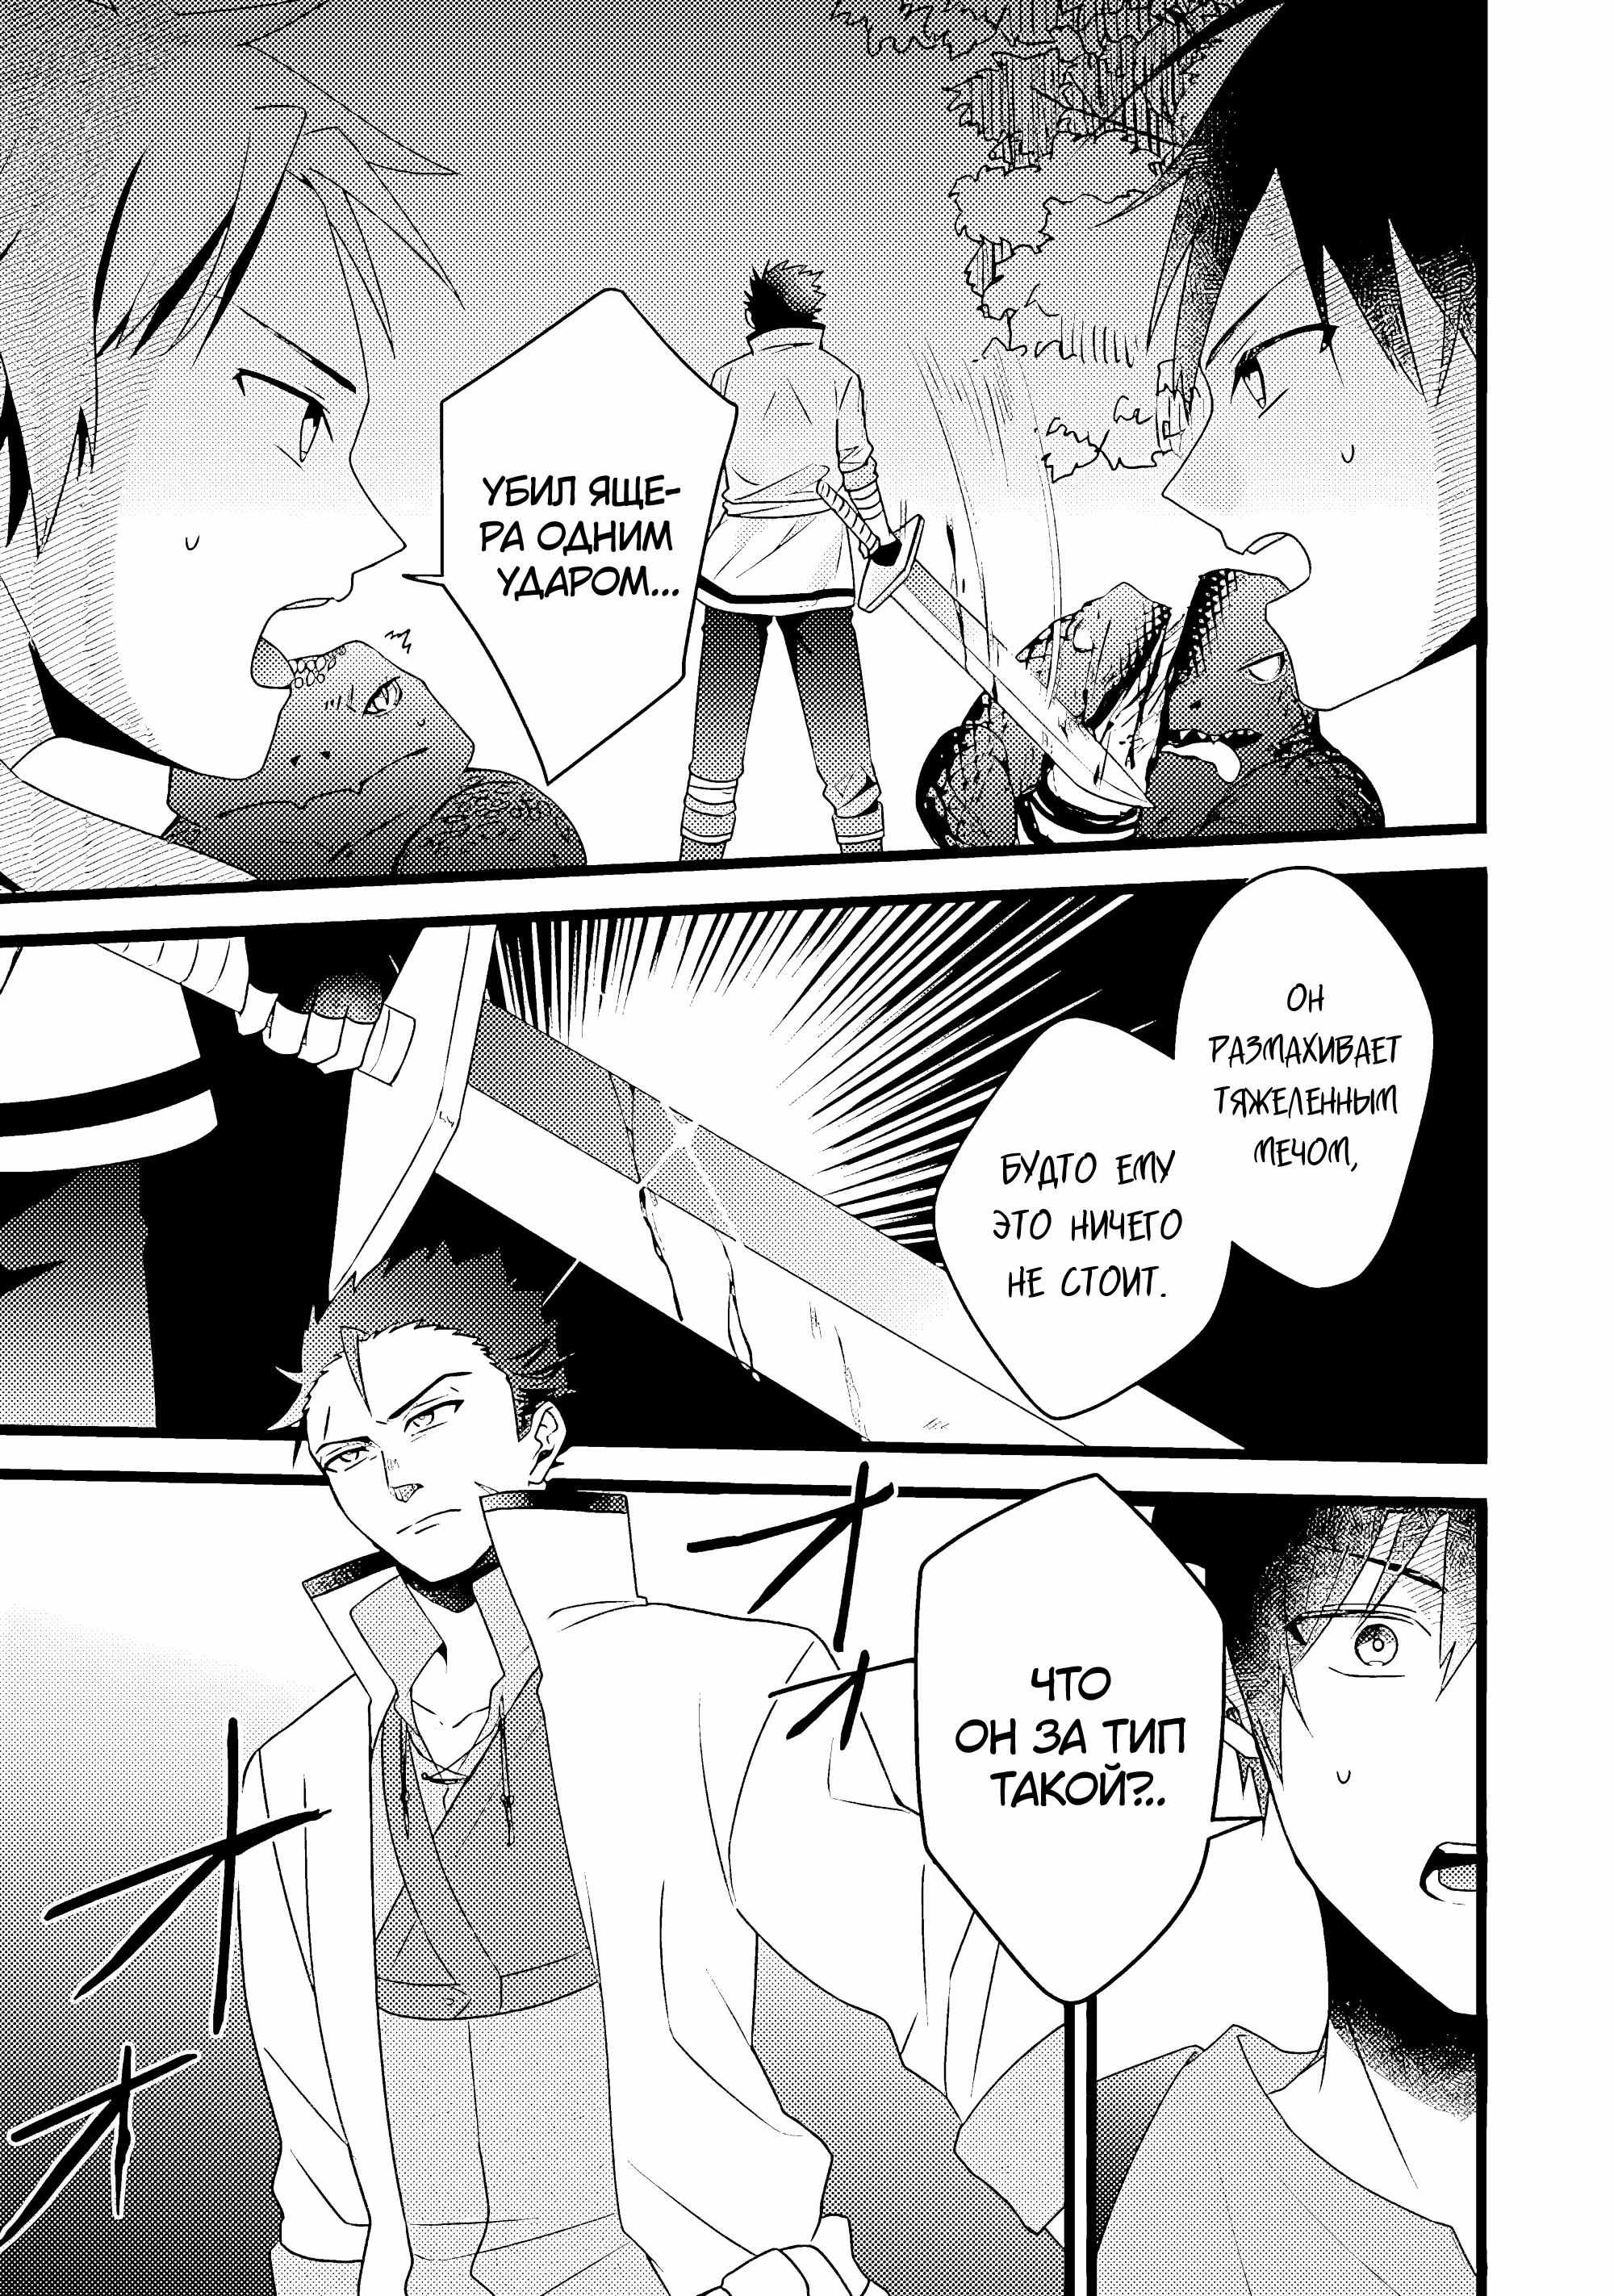 УБИЛ ЯЩЕ-
РА ОДНИМ
УДАРОМ...
ОН
РАЗМАХИВАЕТ
ТЯЖЕЛЕННЫМ
МЕЧОМ,
БУДТО ЕМУ
ЭТО НИЧЕГО
НЕ СТОИТ.
ЧТО
ОН ЗА ТИП
ТАКОЙ?..